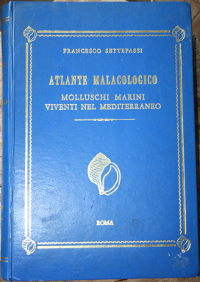 FRANCESCO SETTEPASSI
ATLANTE MALACOLOGICO
MOLLUSCHI MARINI
VIVENTI NEL MEDITERRANEO
ROMA